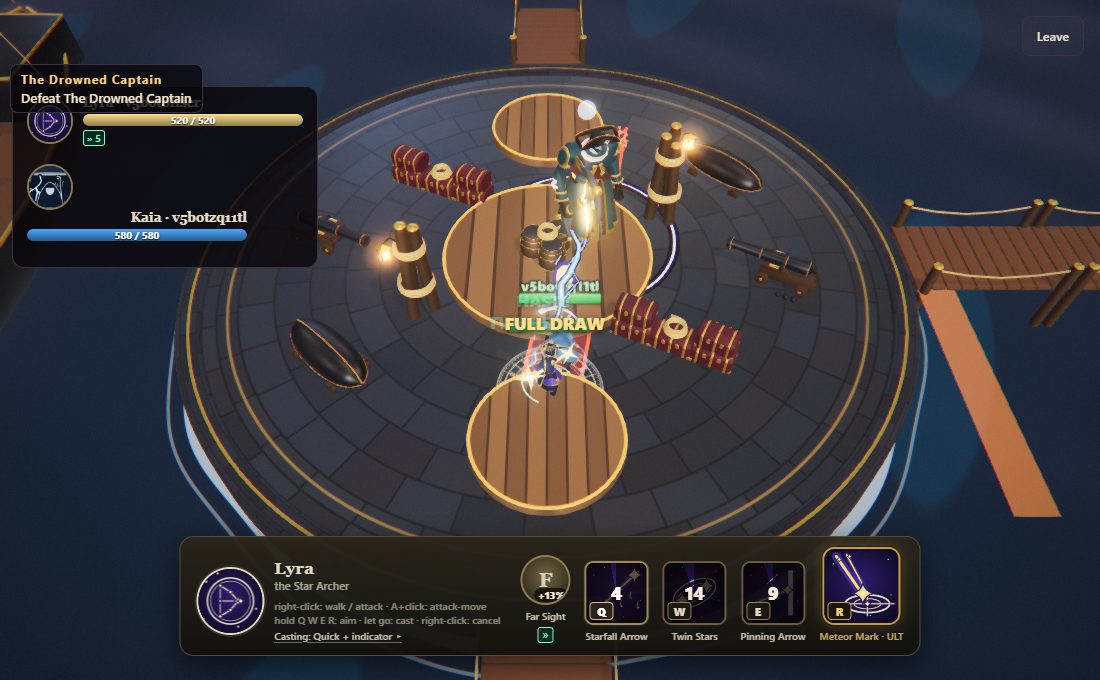 Leave
The Drowned Captain
Defeat The Drowned Captain
520 / 520
» 5
Kaia · v5botzq11tl
580 / 580
FULL DRAW
Lyra
the Star Archer
right-click: walk / attack · A+click: attack-move
hold Q W E R: aim · let go: cast · right-click: cancel
Casting: Quick + indicator ▸
F
+13%
Far Sight
»
4
Q
Starfall Arrow
14
W
Twin Stars
9
E
Pinning Arrow
R
Meteor Mark · ULT